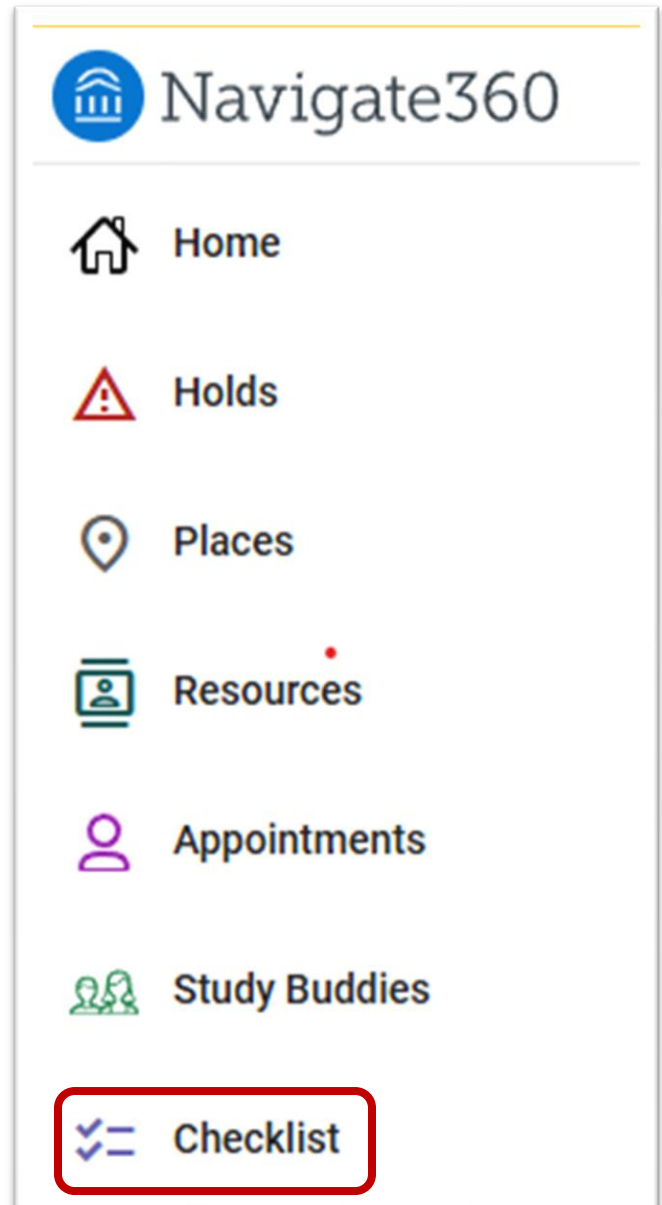 Navigate360
Home
Holds
Places
Resources
Appointments
Study Buddies
Checklist